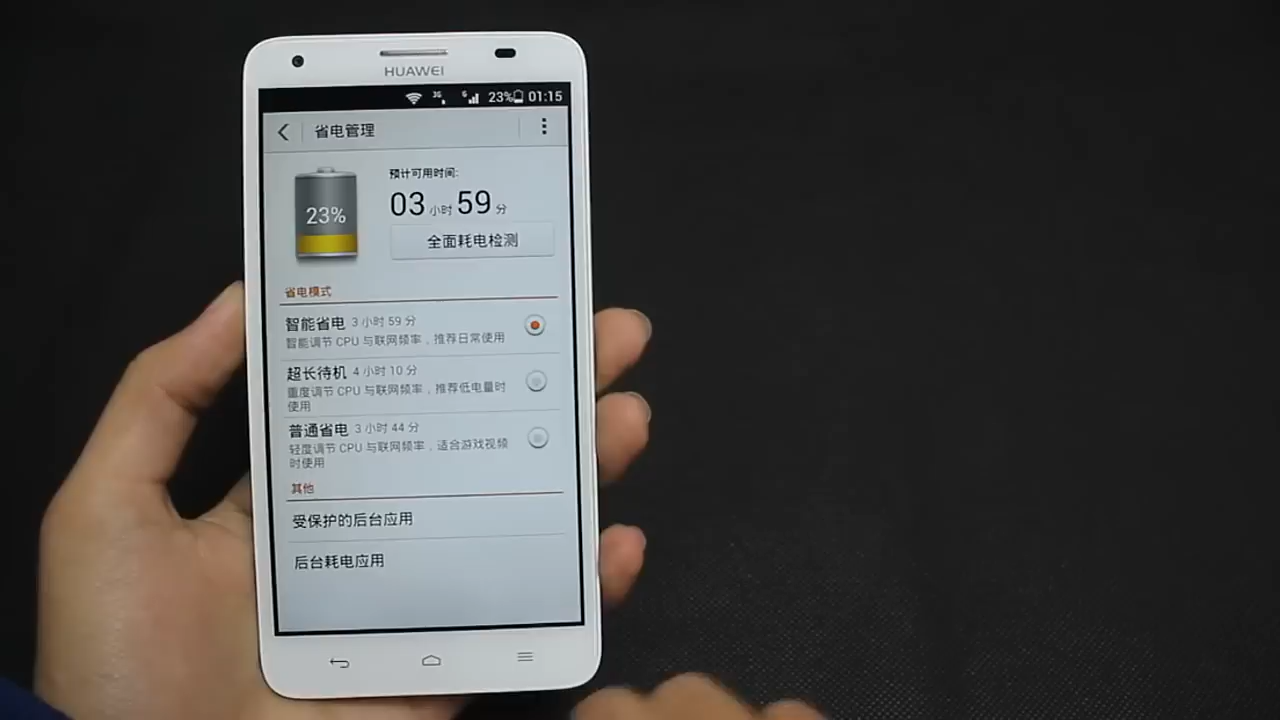 HUAWEI
3G G 23% 01:15
省电管理
预计可用时间:
03 小时 59 分
23%
全面耗电检测
省电模式
智能省电 3 小时 59 分
智能调节 CPU 与联网频率，推荐日常使用
超长待机 4 小时 10 分
重度调节 CPU 与联网频率，推荐低电量时
使用
普通省电 3 小时 44 分
轻度调节 CPU 与联网频率，适合游戏视频
时使用
其他
受保护的后台应用
后台耗电应用